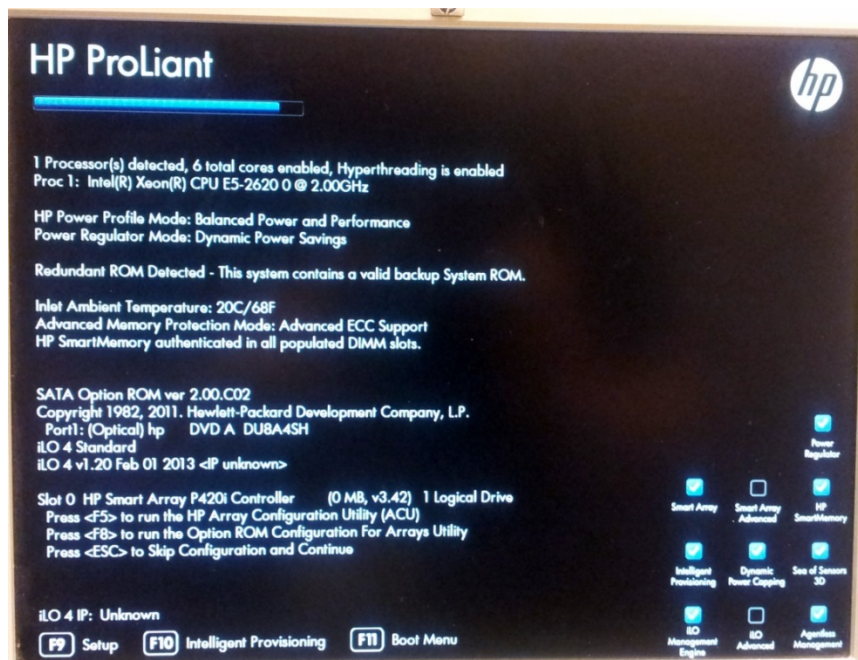 HP ProLiant
hp
1 Processor(s) detected, 6 total cores enabled, Hyperthreading is enabled
Proc 1: Intel(R) Xeon(R) CPU E5-2620 0 @ 2.00GHz
HP Power Profile Mode: Balanced Power and Performance
Power Regulator Mode: Dynamic Power Savings
Redundant ROM Detected - This system contains a valid backup System ROM.
Inlet Ambient Temperature: 20C/68F
Advanced Memory Protection Mode: Advanced ECC Support
HP SmartMemory authenticated in all populated DIMM slots.
SATA Option ROM ver 2.00.C02
Copyright 1982, 2011. Hewlett-Packard Development Company, L.P.
Port1: (Optical) hp DVD A DU8A4SH
iLO 4 Standard
iLO 4 v1.20 Feb 01 2013 <IP unknown>
Slot 0 HP Smart Array P420i Controller (0 MB, v3.42) 1 Logical Drive
Press <F5> to run the HP Array Configuration Utility (ACU)
Press <F8> to run the Option ROM Configuration For Arrays Utility
Press <ESC> to Skip Configuration and Continue
Power
Regulator
Smart Array
Smart Array
Advanced
HP
SmartMemory
Intelligent
Provisioning
Dynamic
Power Capping
Sea of Sensors
3D
iLO
Management
Engine
iLO
Advanced
Agentless
Management
iLO 4 IP: Unknown
F9 Setup F10 Intelligent Provisioning F11 Boot Menu